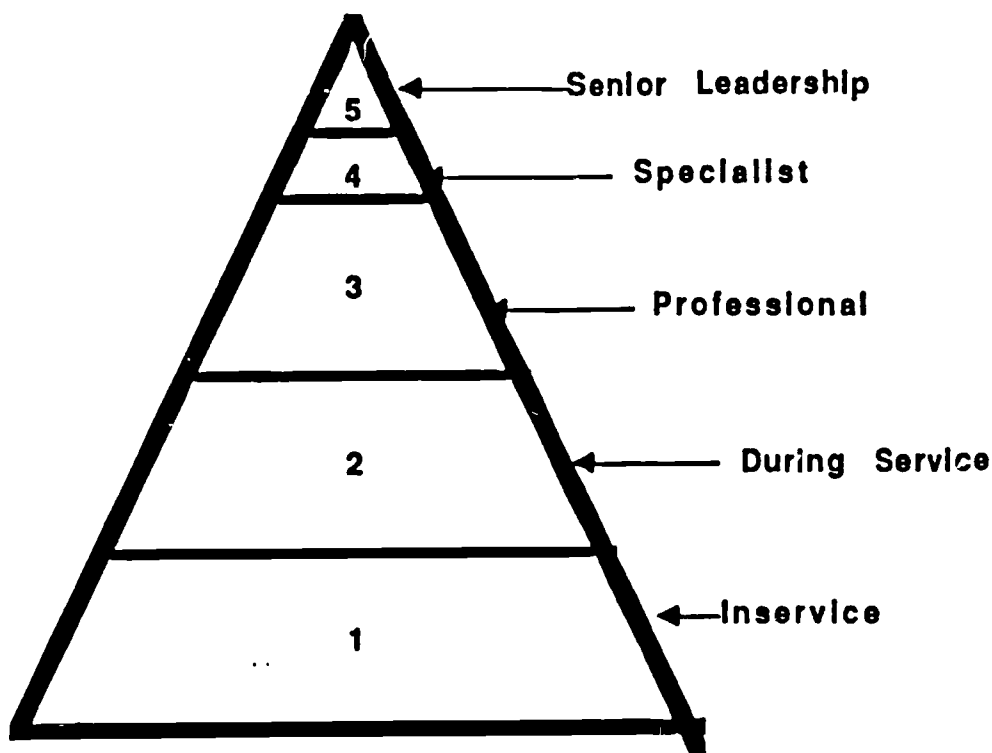 Senior Leadership
5
Specialist
4
3
Professional
2
During Service
Inservice
1